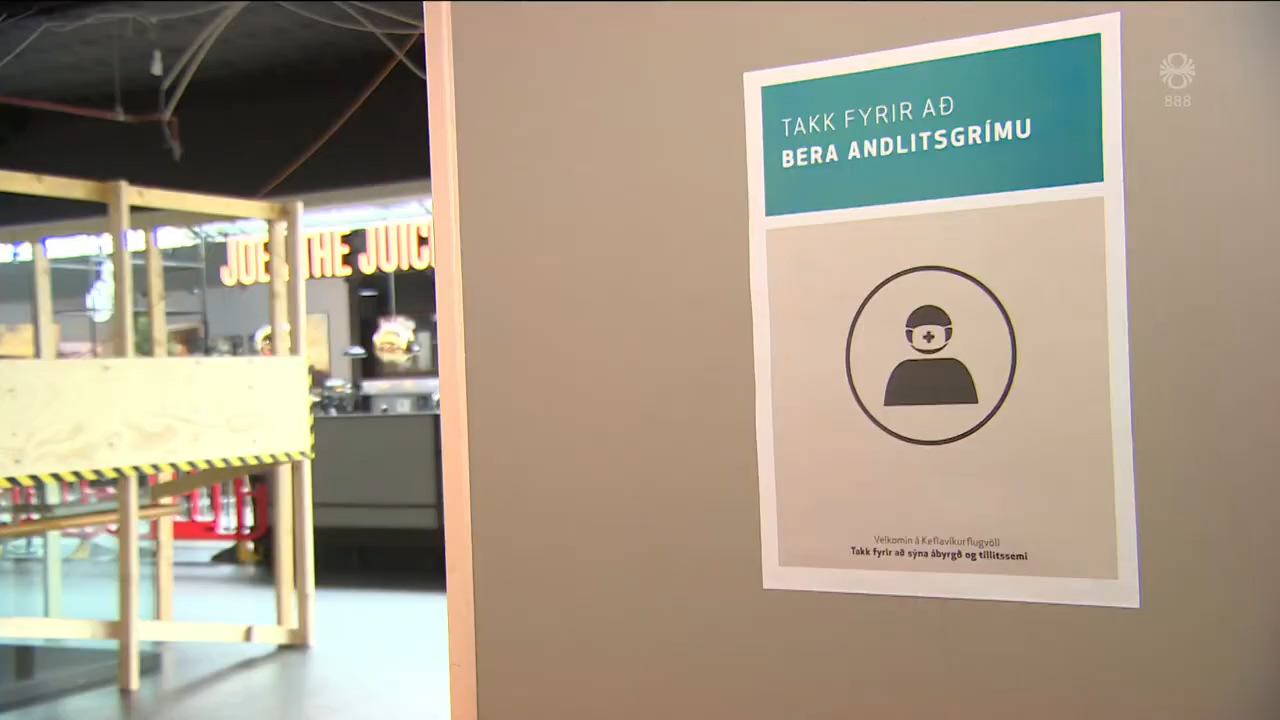 TAKK FYRIR AÐ
BERA ANDLITSGRÍMU
Velkomin á Keflavíkurflugvöll
Takk fyrir að sýna ábyrgð og tillitssemi
JOE THE JUIC
888